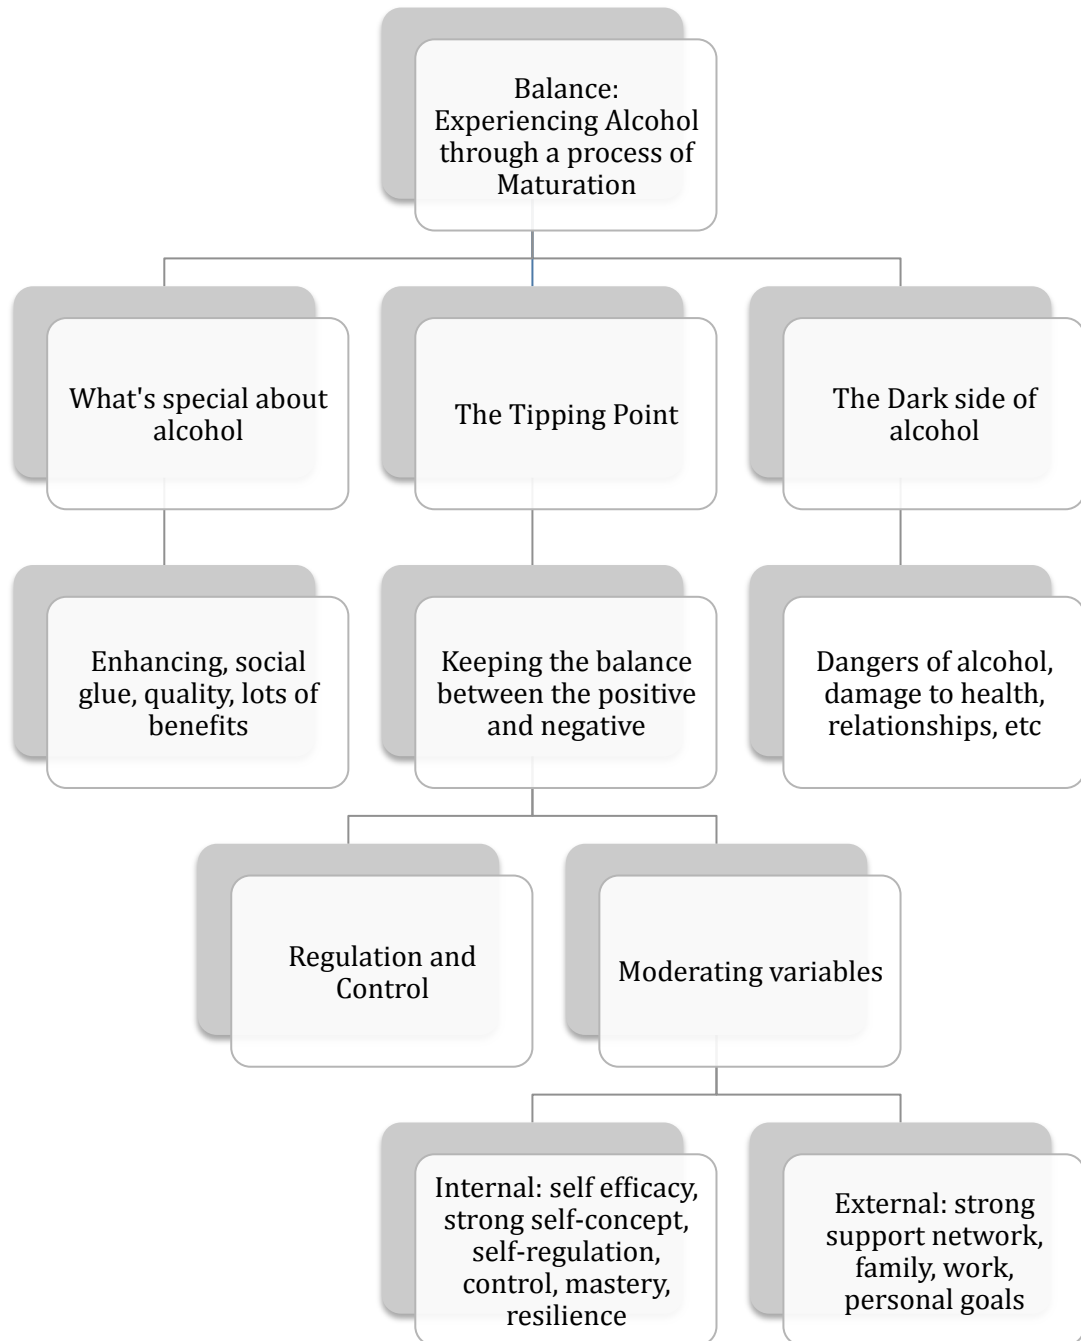 Balance:
Experiencing Alcohol
through a process of
Maturation
What's special about
alcohol
The Tipping Point
The Dark side of
alcohol
Enhancing, social
glue, quality, lots of
benefits
Keeping the balance
between the positive
and negative
Dangers of alcohol,
damage to health,
relationships, etc
Regulation and
Control
Moderating variables
Internal: self efficacy,
strong self-concept,
self-regulation,
control, mastery,
resilience
External: strong
support network,
family, work,
personal goals